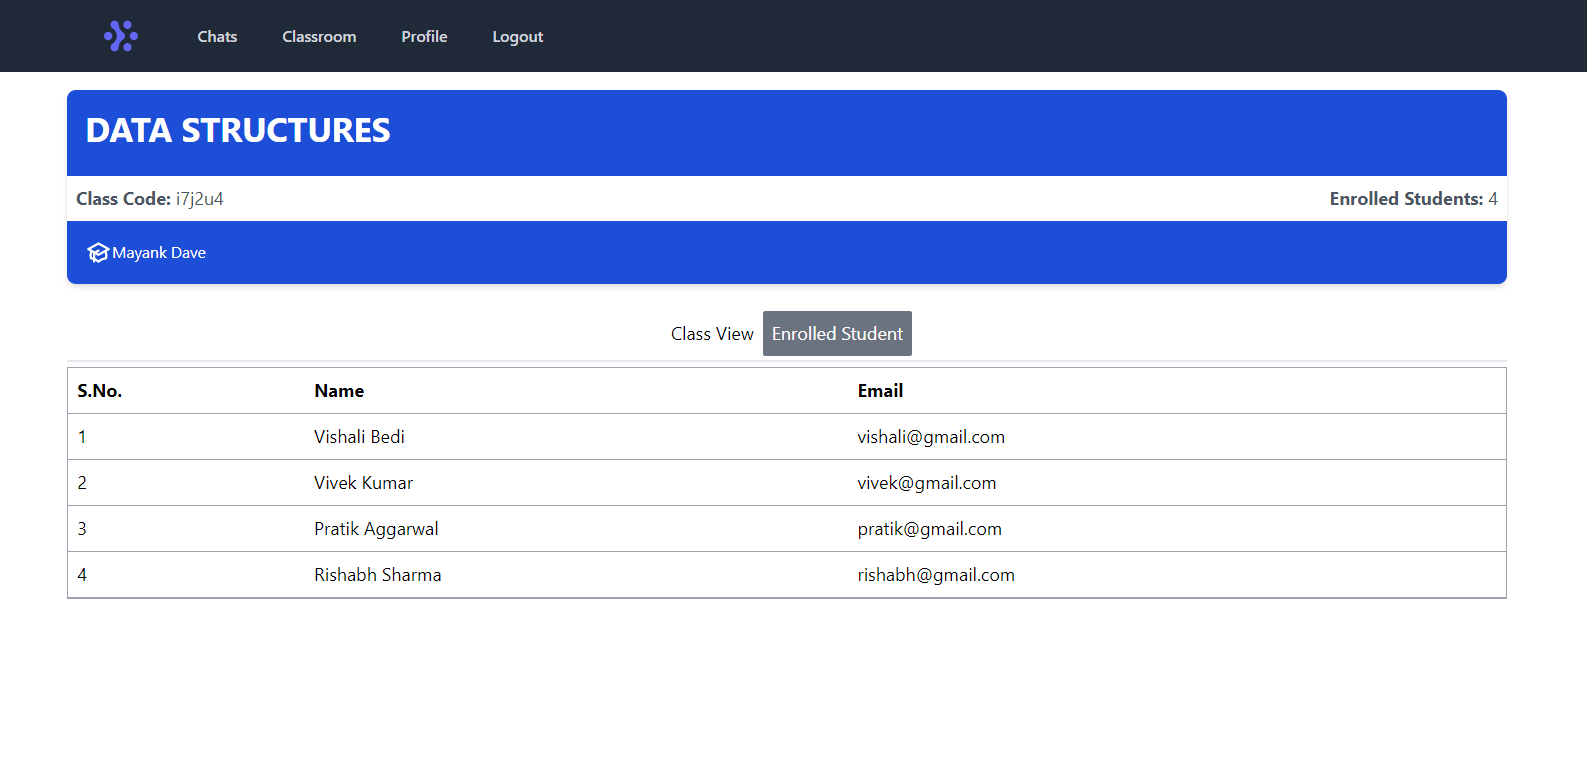 Chats Classroom Profile Logout
DATA STRUCTURES
Class Code: i7j2u4 Enrolled Students: 4
Mayank Dave
Class View Enrolled Student
S.No. Name Email
1 Vishali Bedi vishali@gmail.com
2 Vivek Kumar vivek@gmail.com
3 Pratik Aggarwal pratik@gmail.com
4 Rishabh Sharma rishabh@gmail.com